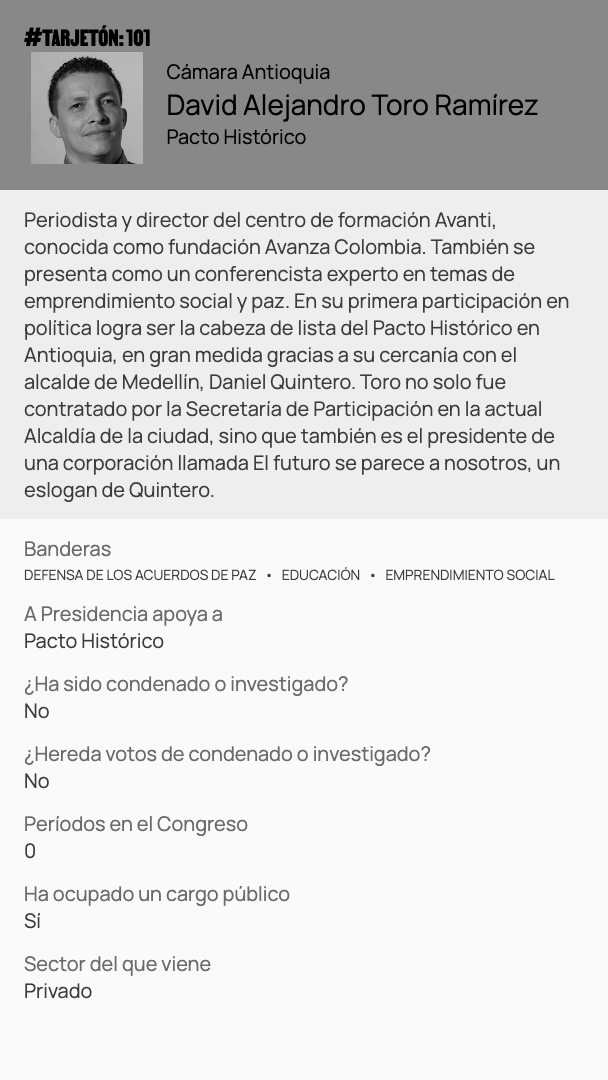 #TARJETÓN: 101
Cámara Antioquia
David Alejandro Toro Ramírez
Pacto Histórico
Periodista y director del centro de formación Avanti,
conocida como fundación Avanza Colombia. También se
presenta como un conferencista experto en temas de
emprendimiento social y paz. En su primera participación en
política logra ser la cabeza de lista del Pacto Histórico en
Antioquia, en gran medida gracias a su cercanía con el
alcalde de Medellín, Daniel Quintero. Toro no solo fue
contratado por la Secretaría de Participación en la actual
Alcaldía de la ciudad, sino que también es el presidente de
una corporación llamada El futuro se parece a nosotros, un
eslogan de Quintero.
Banderas
DEFENSA DE LOS ACUERDOS DE PAZ • EDUCACIÓN • EMPRENDIMIENTO SOCIAL
A Presidencia apoya a
Pacto Histórico
¿Ha sido condenado o investigado?
No
¿Hereda votos de condenado o investigado?
No
Períodos en el Congreso
0
Ha ocupado un cargo público
Sí
Sector del que viene
Privado